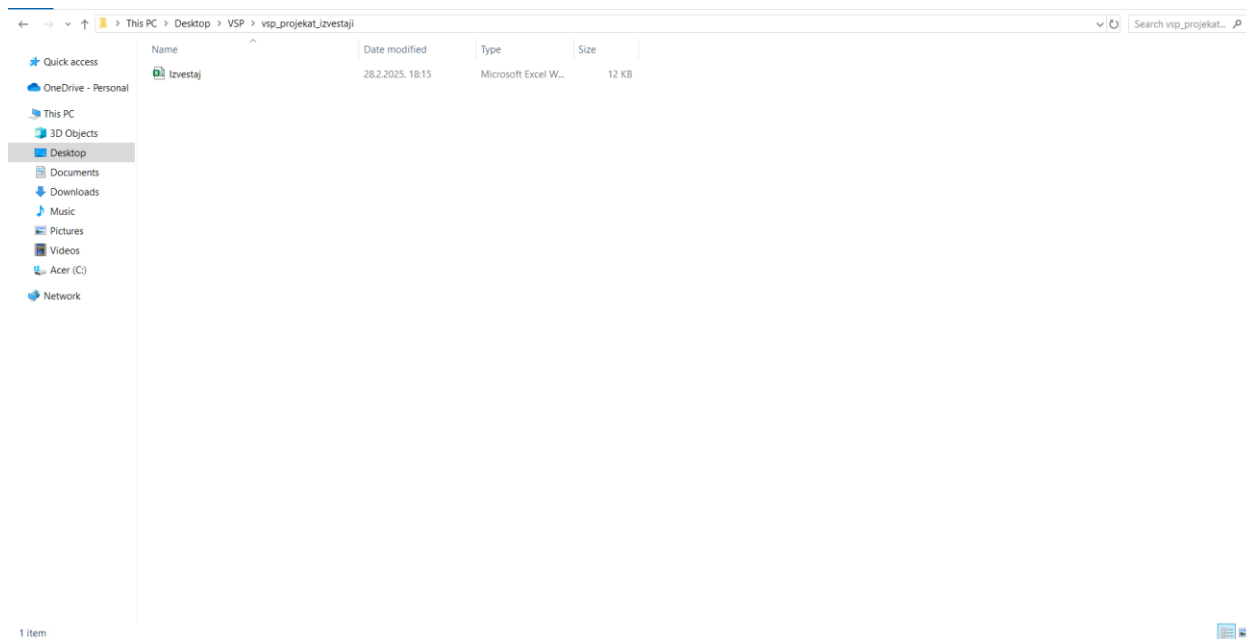 > This PC > Desktop > VSP > vsp_projekat_izvestaji
Search vsp_projekat...
Quick access
OneDrive - Personal
This PC
3D Objects
Desktop
Documents
Downloads
Music
Pictures
Videos
Acer (C:)
Network
Name Date modified Type Size
Izvestaj 28.2.2025. 18:15 Microsoft Excel W... 12 KB
1 item